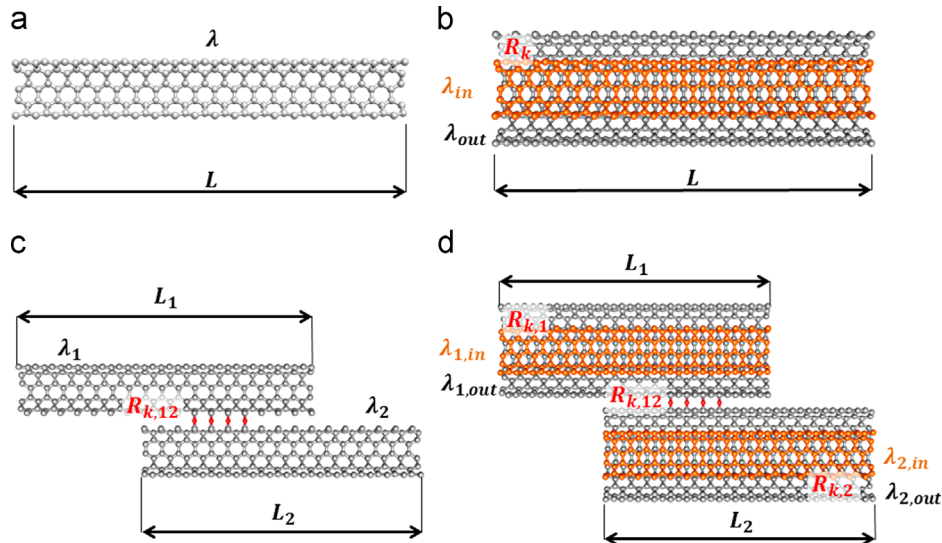 a
λ
L
b
R_k
λ_in
λ_out
L
c
L_1
λ_1
R_k,12
λ_2
L_2
d
L_1
R_k,1
λ_1,in
λ_1,out
R_k,12
λ_2,in
R_k,2
λ_2,out
L_2